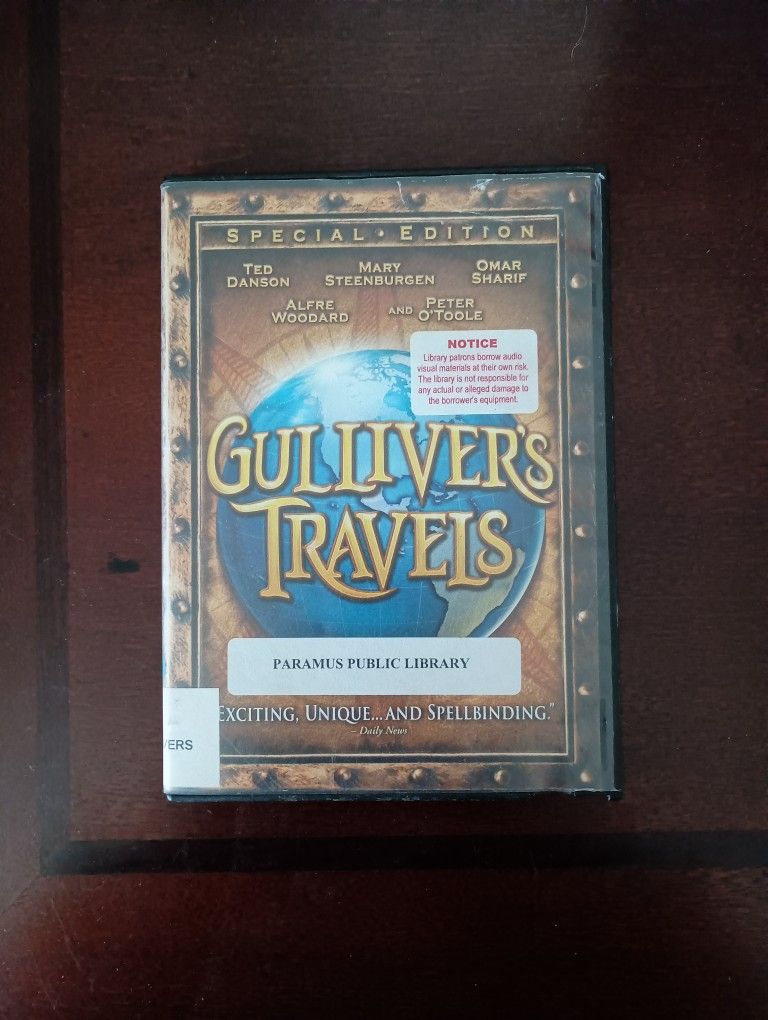 SPECIAL • EDITION
TED DANSON
MARY STEENBURGEN
OMAR SHARIF
ALFRE WOODARD
AND PETER O'TOOLE
NOTICE
Library patrons borrow audio
visual materials at their own risk.
The library is not responsible for
any actual or alleged damage to
the borrower's equipment.
GULLIVER'S
TRAVELS
PARAMUS PUBLIC LIBRARY
EXCITING, UNIQUE...AND SPELLBINDING."
– Daily News
VERS